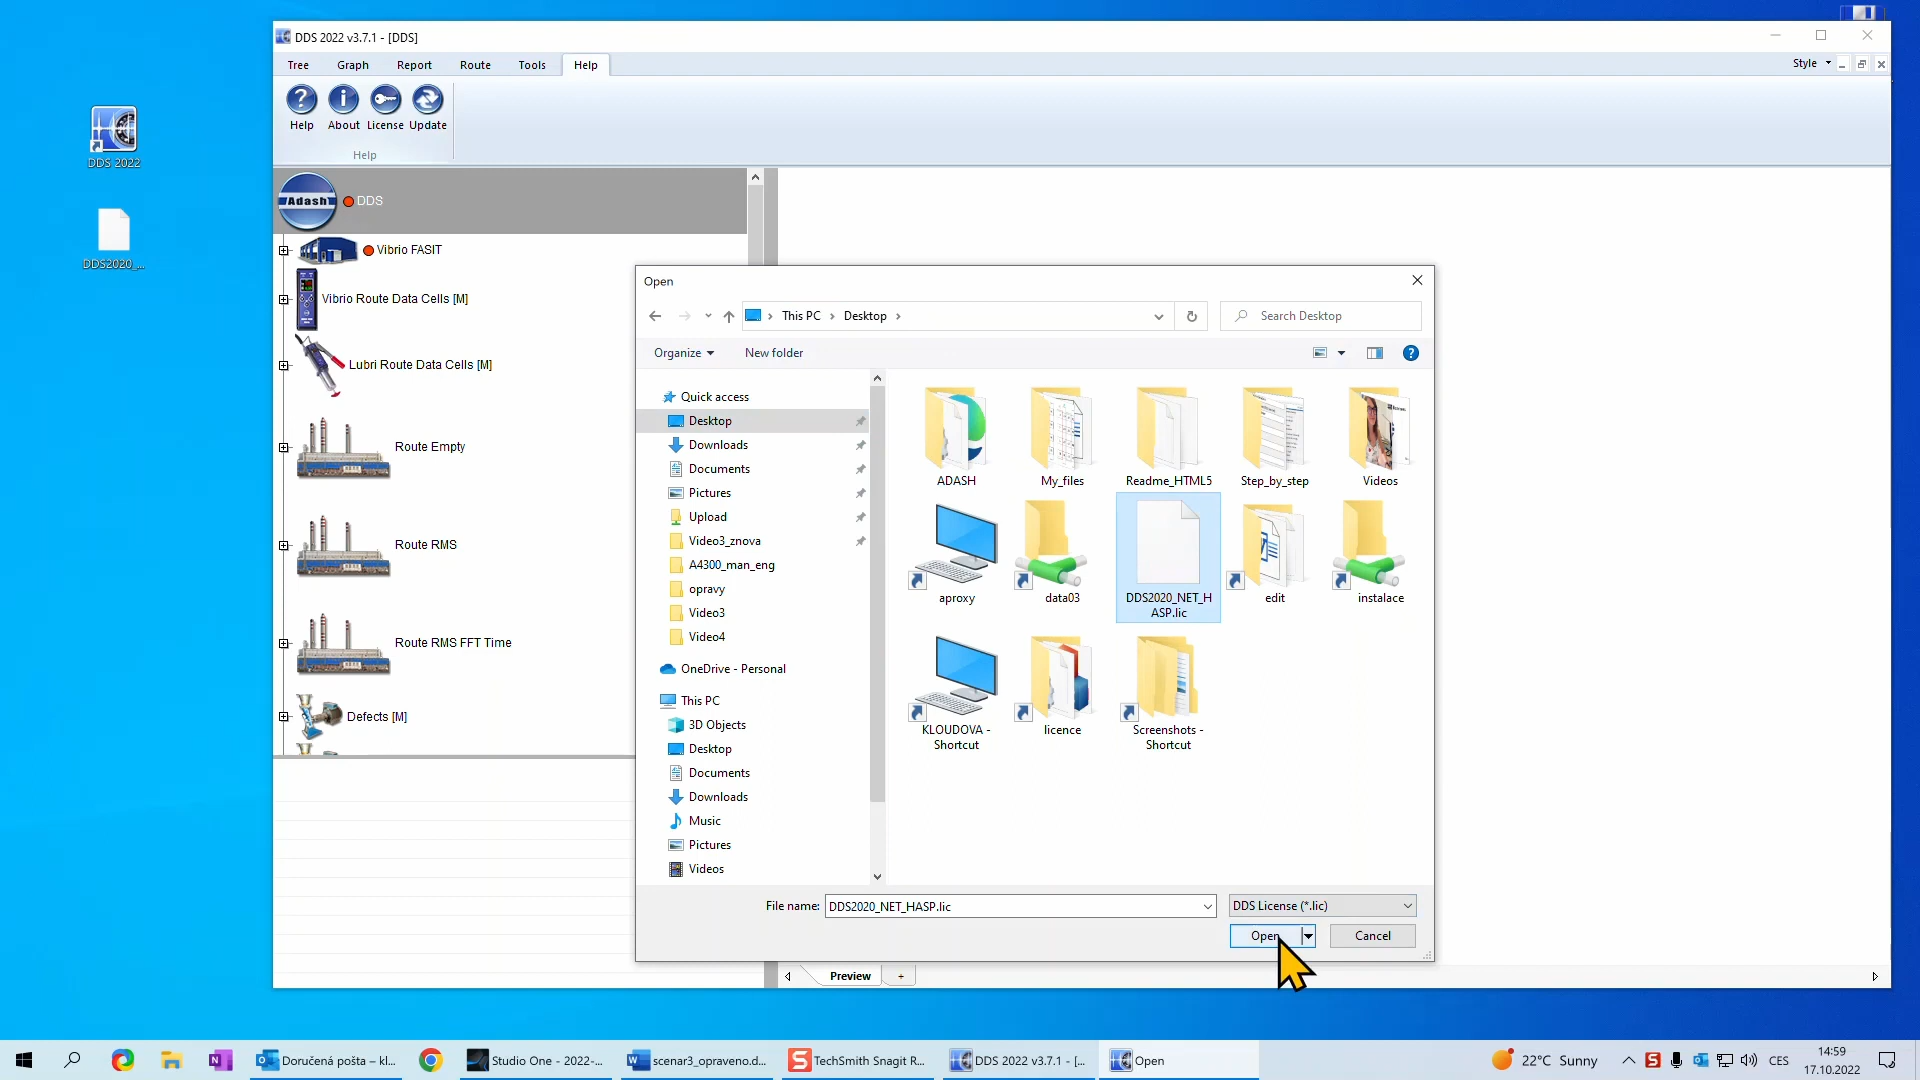 DDS 2022 v3.7.1 - [DDS]
Tree Graph Report Route Tools Help
Style
Help About License Update
Help
DDS 2022
DDS2020_...
Adash
DDS
Vibrio FASIT
Vibrio Route Data Cells [M]
Lubri Route Data Cells [M]
Route Empty
Route RMS
Route RMS FFT Time
Defects [M]
Open
This PC › Desktop ›
Search Desktop
Organize
New folder
Quick access
Desktop
Downloads
Documents
Pictures
Upload
Video3_znova
A4300_man_eng
opravy
Video3
Video4
OneDrive - Personal
This PC
3D Objects
Desktop
Documents
Downloads
Music
Pictures
Videos
ADASH
My_files
Readme_HTML5
Step_by_step
Videos
aproxy
data03
DDS2020_NET_H
ASP.lic
edit
instalace
KLOUDOVA -
Shortcut
licence
Screenshots -
Shortcut
File name:
DDS2020_NET_HASP.lic
DDS License (*.lic)
Open
Cancel
Preview
+
Doručená pošta – kl...
Studio One - 2022-...
scenar3_opraveno.d...
TechSmith Snagit R...
DDS 2022 v3.7.1 - [...
Open
22°C Sunny
CES
14:59
17.10.2022